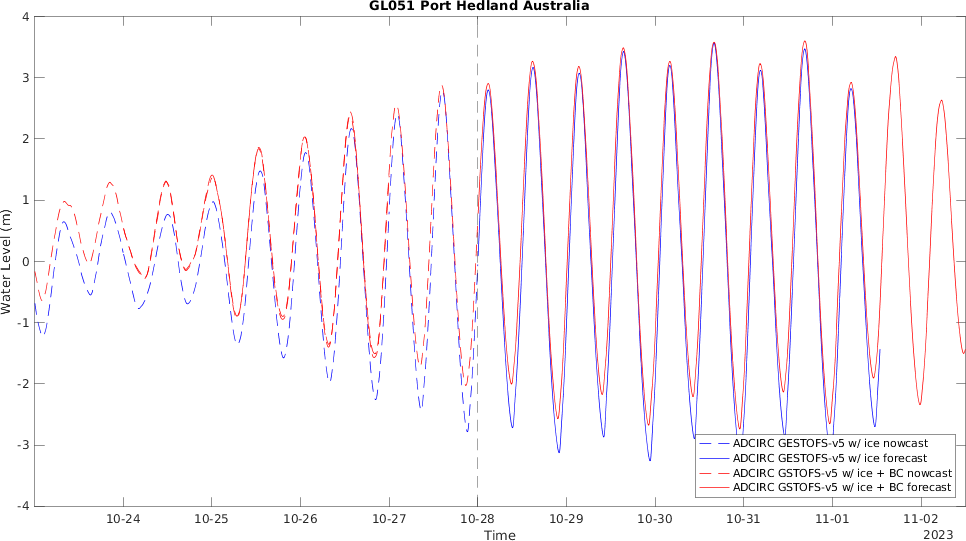 GL051 Port Hedland Australia
4
3
2
1
0
-1
-2
-3
-4
Water Level (m)
ADCIRC GESTOFS-v5 w/ ice nowcast
ADCIRC GESTOFS-v5 w/ ice forecast
ADCIRC GSTOFS-v5 w/ ice + BC nowcast
ADCIRC GSTOFS-v5 w/ ice + BC forecast
10-24 10-25 10-26 10-27 10-28 10-29 10-30 10-31 11-01 11-02
Time
2023